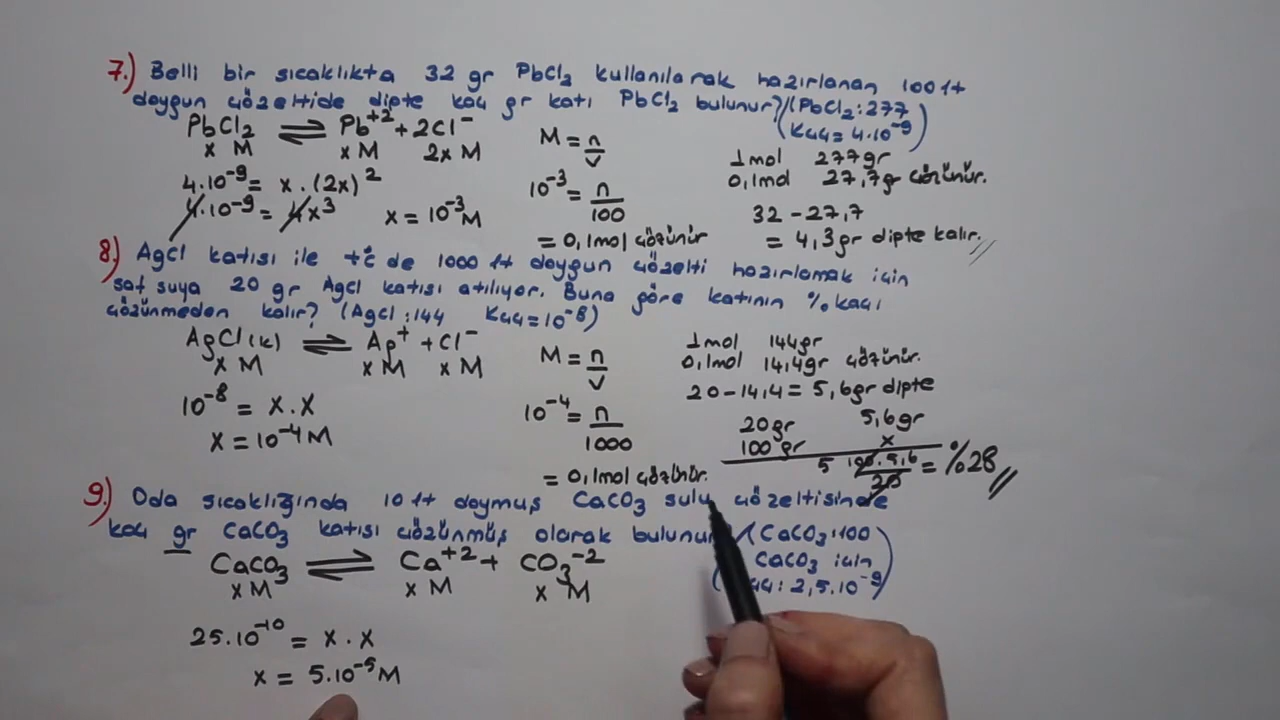 7.) Belli bir sıcaklıkta 32 gr PbCl₂ kullanılarak hazırlanan 100 lt
doygun çözeltide dipte kaç gr katı PbCl₂ bulunur? (PbCl₂ : 277
Kçç = 4.10⁻⁹)
PbCl₂ ⇌ Pb⁺² + 2Cl⁻
x M x M 2x M
4.10⁻⁹ = x . (2x)²
4.10⁻⁹ = 4x³ x = 10⁻³ M
M = n/v
10⁻³ = n/100
= 0,1 mol çözünür
1 mol 277 gr
0,1 mol 27,7 gr çözünür.
32 - 27,7
= 4,3 gr dipte kalır.
8.) AgCl katısı ile t°C de 1000 lt doygun çözelti hazırlamak için
saf suya 20 gr AgCl katısı atılıyor. Buna göre katının % kaçı
çözünmeden kalır? (AgCl : 144 Kçç = 10⁻⁸)
AgCl(k) ⇌ Ag⁺ + Cl⁻
x M x M x M
10⁻⁸ = x . x
x = 10⁻⁴ M
M = n/v
10⁻⁴ = n/1000
= 0,1 mol çözünür.
1 mol 144 gr
0,1 mol 14,4 gr çözünür.
20 - 14,4 = 5,6 gr dipte
20 gr 5,6 gr
100 gr x
5 100.5,6/20 = %28
9.) Oda sıcaklığında 10 lt doymuş CaCO₃ sulu çözeltisinde
kaç gr CaCO₃ katısı çözünmüş olarak bulunur (CaCO₃ : 100
CaCO₃ için
: 2,5.10⁻⁹)
CaCO₃ ⇌ Ca⁺² + CO₃⁻²
x M x M x M
25.10⁻¹⁰ = x . x
x = 5.10⁻⁵ M